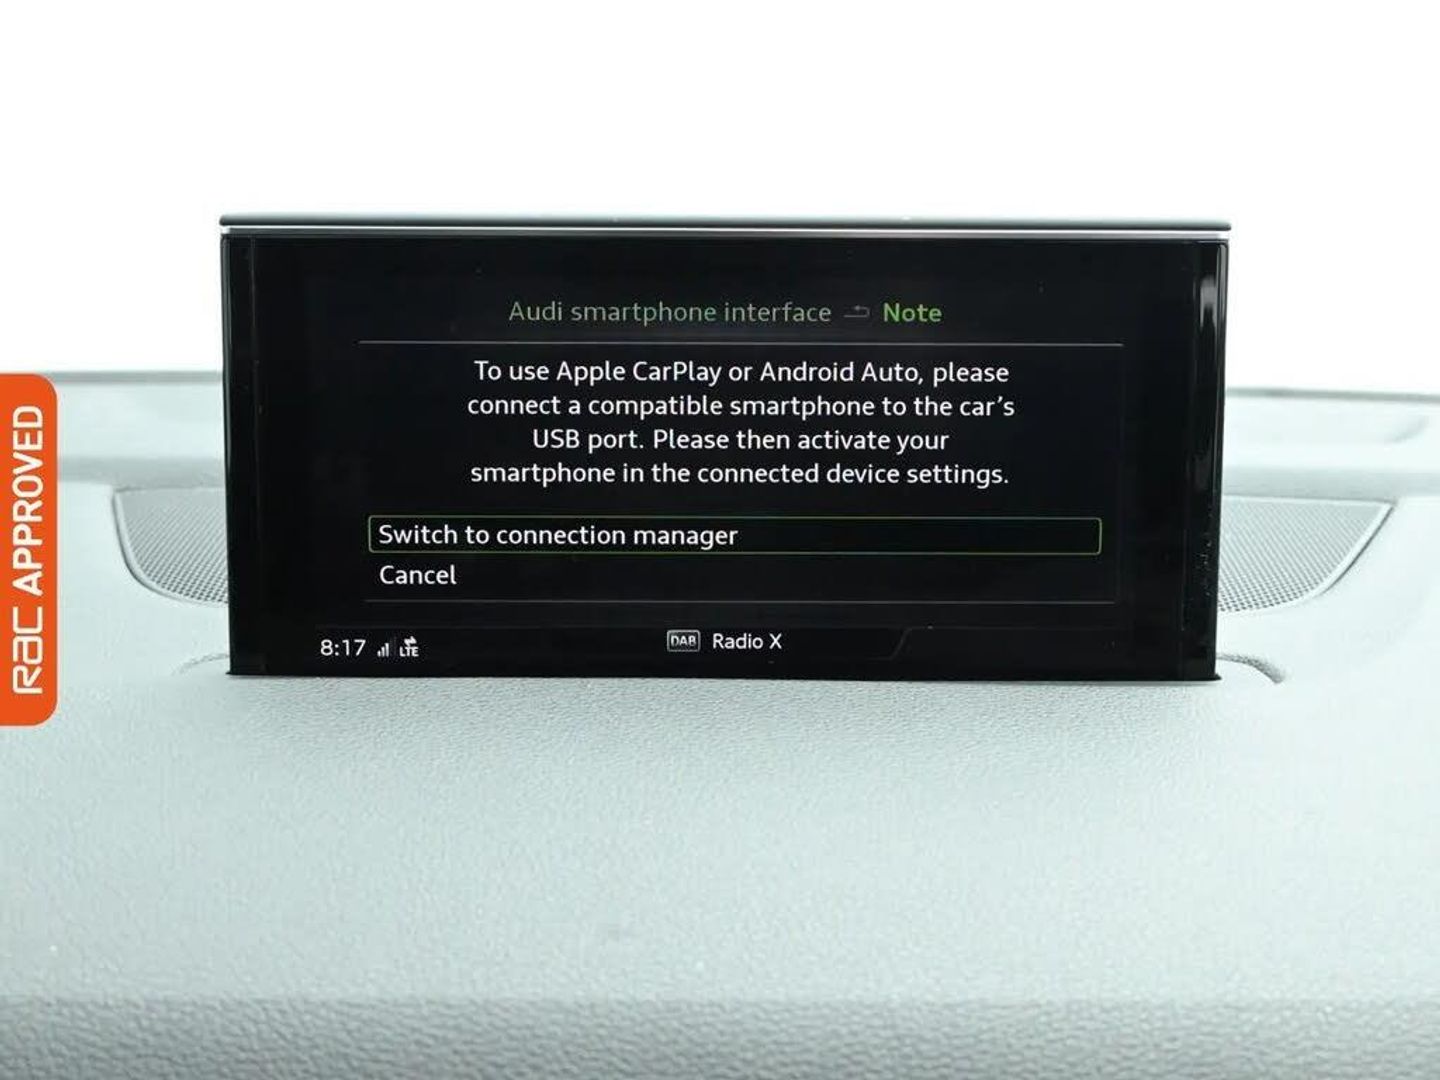 Audi smartphone interface Note
To use Apple CarPlay or Android Auto, please
connect a compatible smartphone to the car's
USB port. Please then activate your
smartphone in the connected device settings.
Switch to connection manager
Cancel
8:17 LTE
DAB Radio X
RAC APPROVED